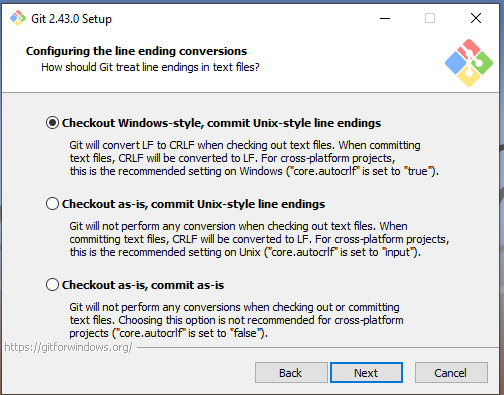 Git 2.43.0 Setup
Configuring the line ending conversions
How should Git treat line endings in text files?
Checkout Windows-style, commit Unix-style line endings
Git will convert LF to CRLF when checking out text files. When committing
text files, CRLF will be converted to LF. For cross-platform projects,
this is the recommended setting on Windows ("core.autocrlf" is set to "true").
Checkout as-is, commit Unix-style line endings
Git will not perform any conversion when checking out text files. When
committing text files, CRLF will be converted to LF. For cross-platform projects,
this is the recommended setting on Unix ("core.autocrlf" is set to "input").
Checkout as-is, commit as-is
Git will not perform any conversions when checking out or committing
text files. Choosing this option is not recommended for cross-platform
projects ("core.autocrlf" is set to "false").
https://gitforwindows.org/
Back Next Cancel